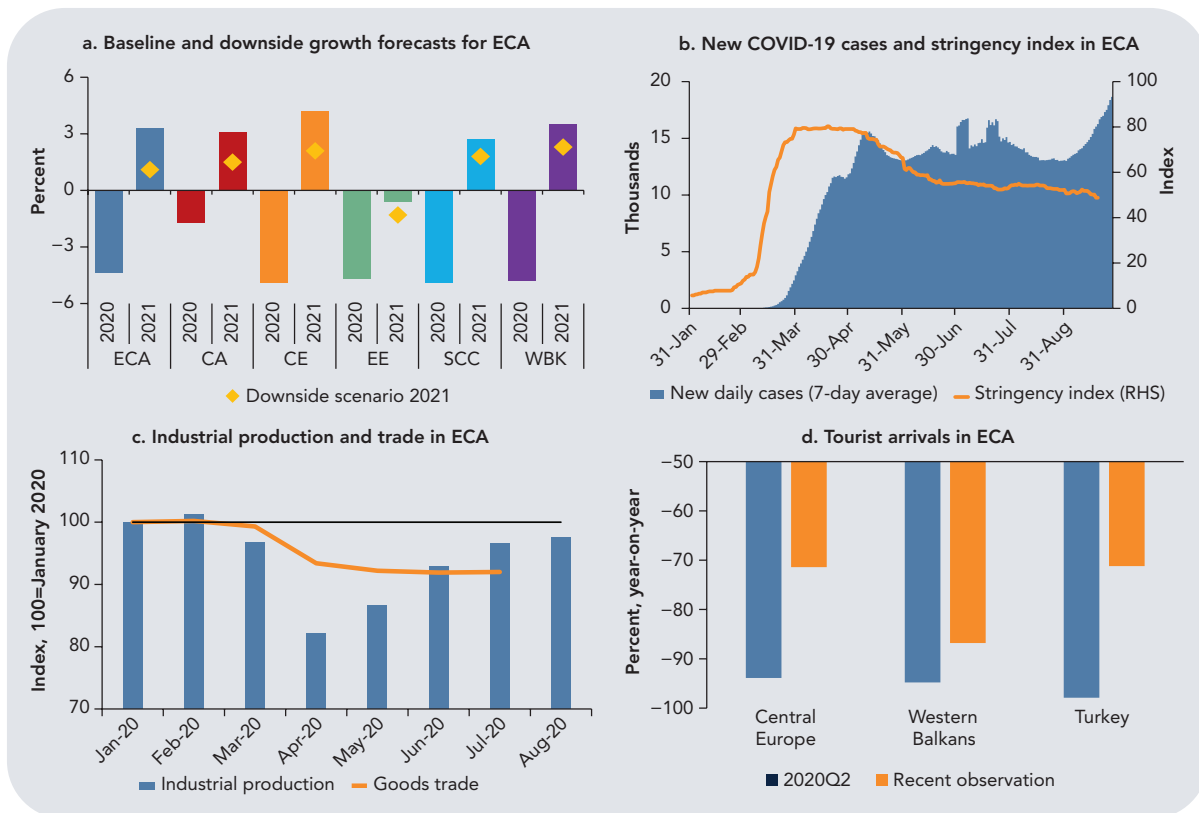 a. Baseline and downside growth forecasts for ECA
6
3
0
−3
−6
Percent
2020 2021 2020 2021 2020 2021 2020 2021 2020 2021 2020 2021
ECA CA CE EE SCC WBK
Downside scenario 2021
b. New COVID-19 cases and stringency index in ECA
20 100
15 80
10 60
5 40
0 20
0
Thousands
Index
31-Jan 29-Feb 31-Mar 30-Apr 31-May 30-Jun 31-Jul 31-Aug
New daily cases (7-day average) Stringency index (RHS)
c. Industrial production and trade in ECA
110
100
90
80
70
Index, 100=January 2020
Jan-20 Feb-20 Mar-20 Apr-20 May-20 Jun-20 Jul-20 Aug-20
Industrial production Goods trade
d. Tourist arrivals in ECA
−50
−60
−70
−80
−90
−100
Percent, year-on-year
Central Western Turkey
Europe Balkans
2020Q2 Recent observation